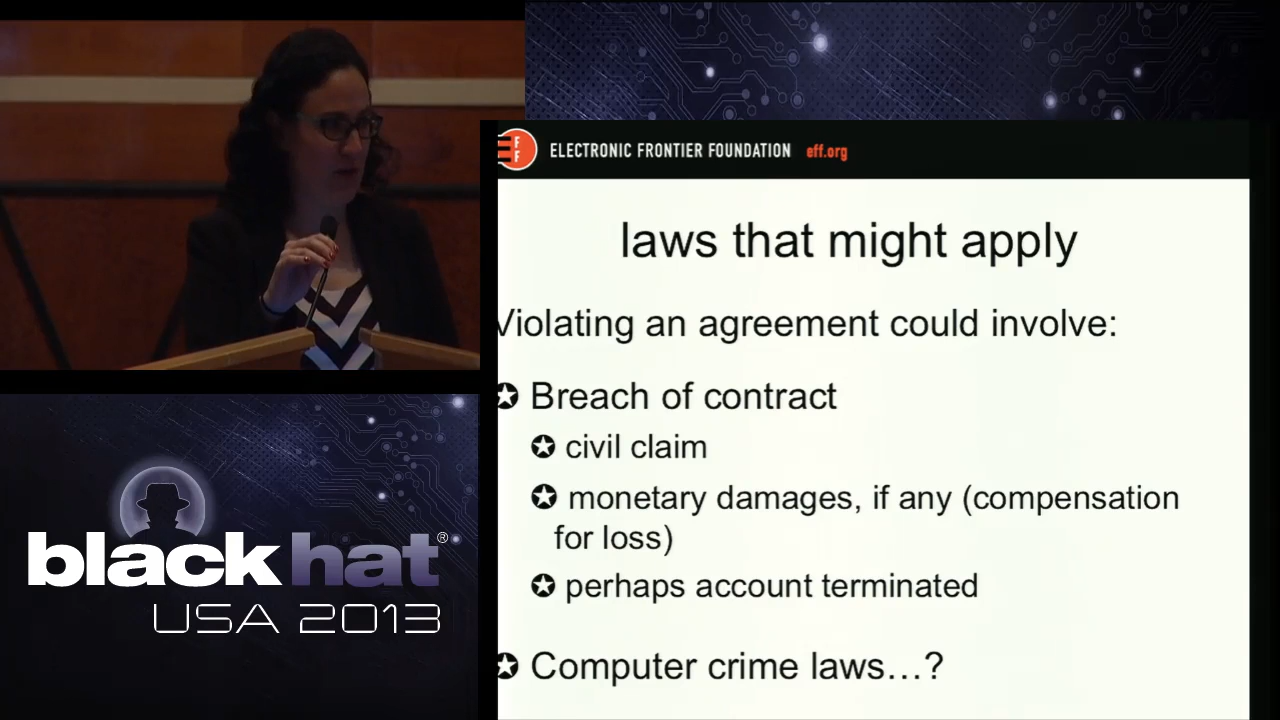 EFF
ELECTRONIC FRONTIER FOUNDATION eff.org
laws that might apply
Violating an agreement could involve:
✪ Breach of contract
✪ civil claim
✪ monetary damages, if any (compensation
for loss)
✪ perhaps account terminated
✪ Computer crime laws…?
black hat®
USA 2013